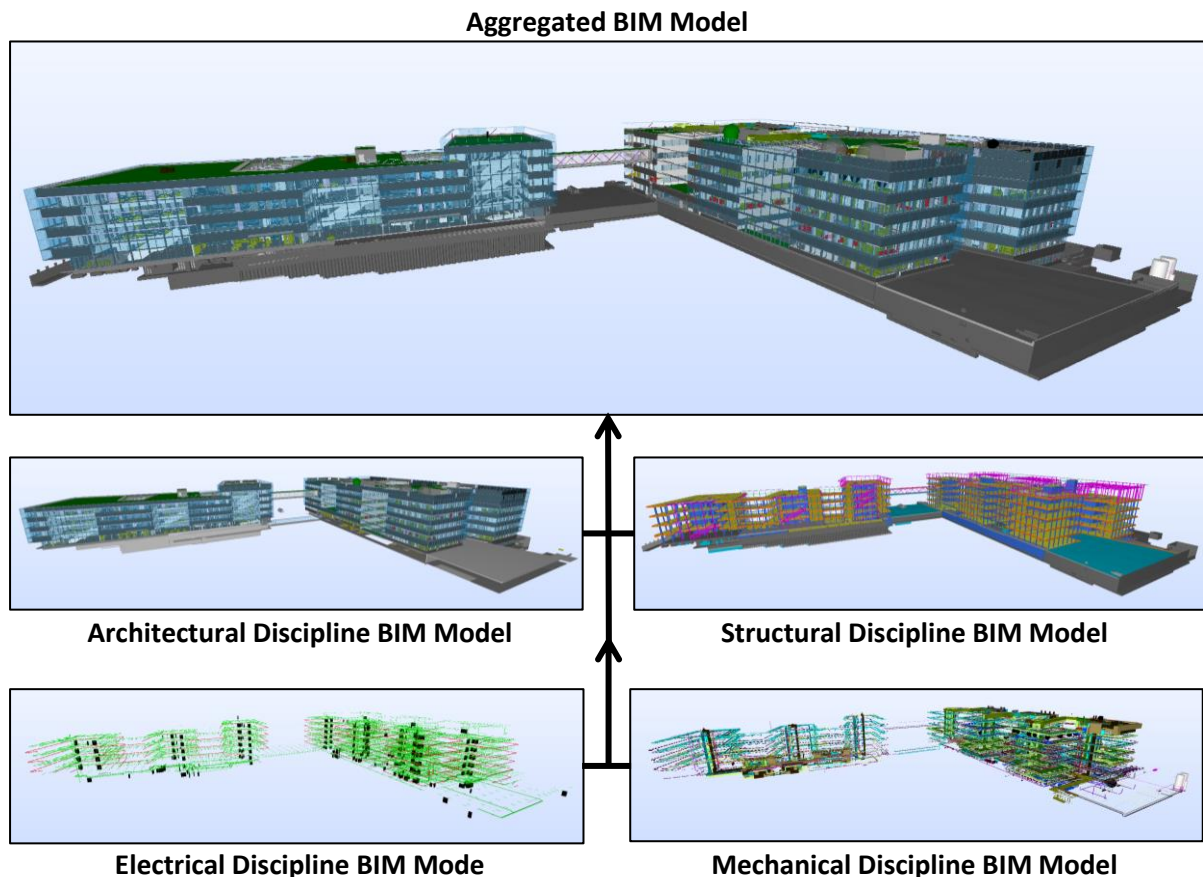 Aggregated BIM Model
Architectural Discipline BIM Model
Structural Discipline BIM Model
Electrical Discipline BIM Mode
Mechanical Discipline BIM Model